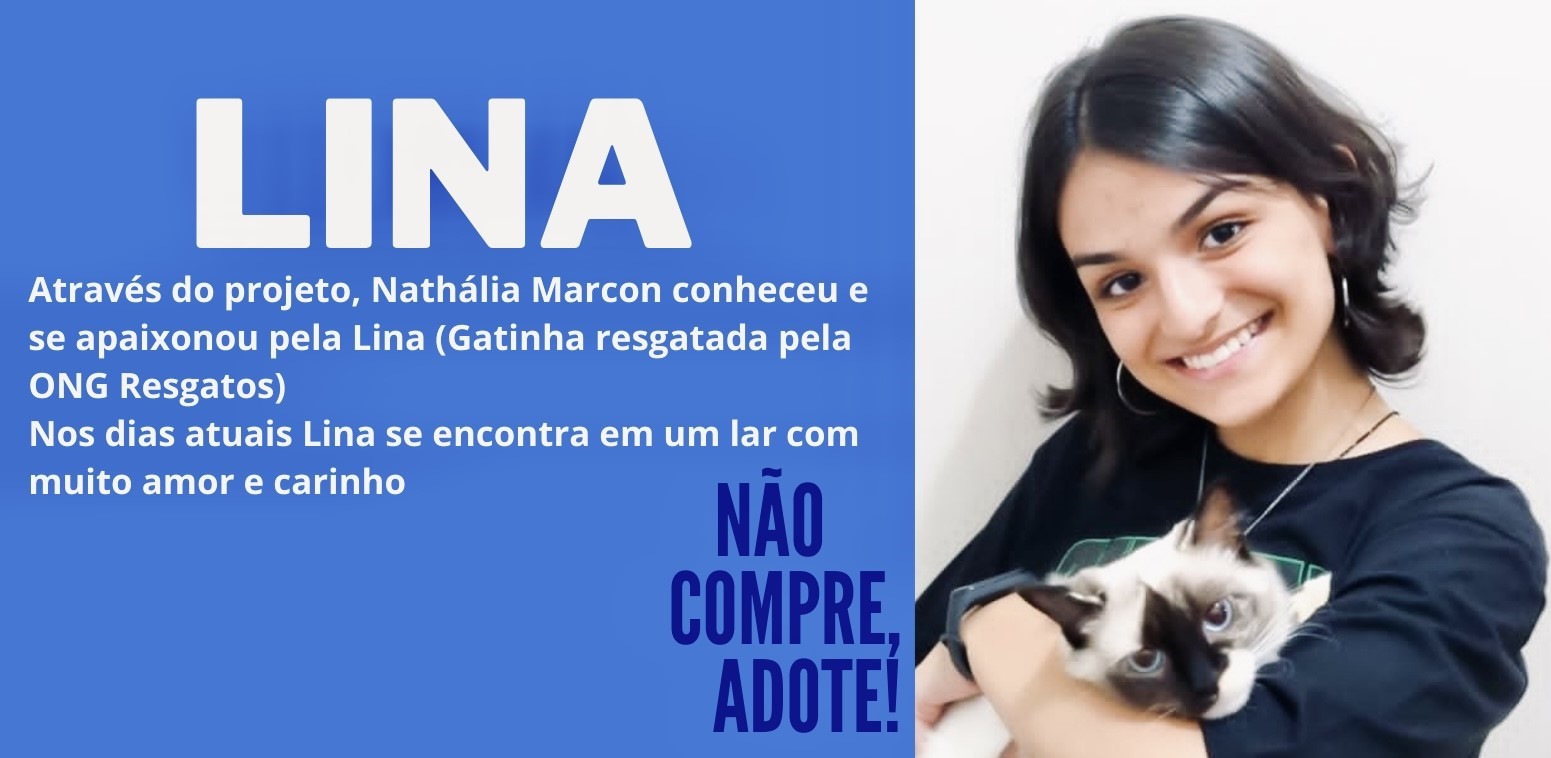 LINA
Através do projeto, Nathália Marcon conheceu e
se apaixonou pela Lina (Gatinha resgatada pela
ONG Resgatos)
Nos dias atuais Lina se encontra em um lar com
muito amor e carinho
NÃO
COMPRE,
ADOTE!